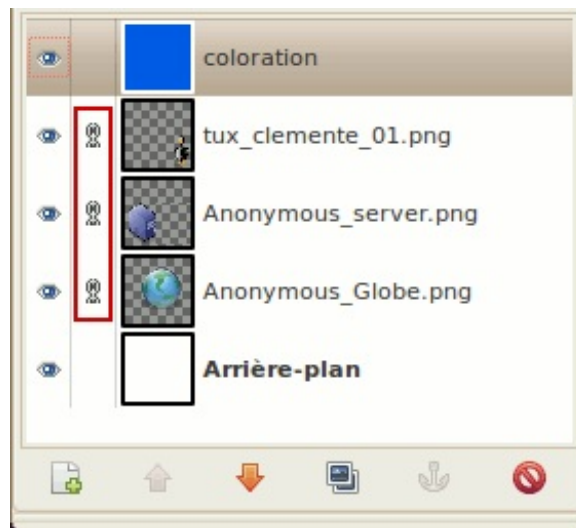 coloration
tux_clemente_01.png
Anonymous_server.png
Anonymous_Globe.png
Arrière-plan